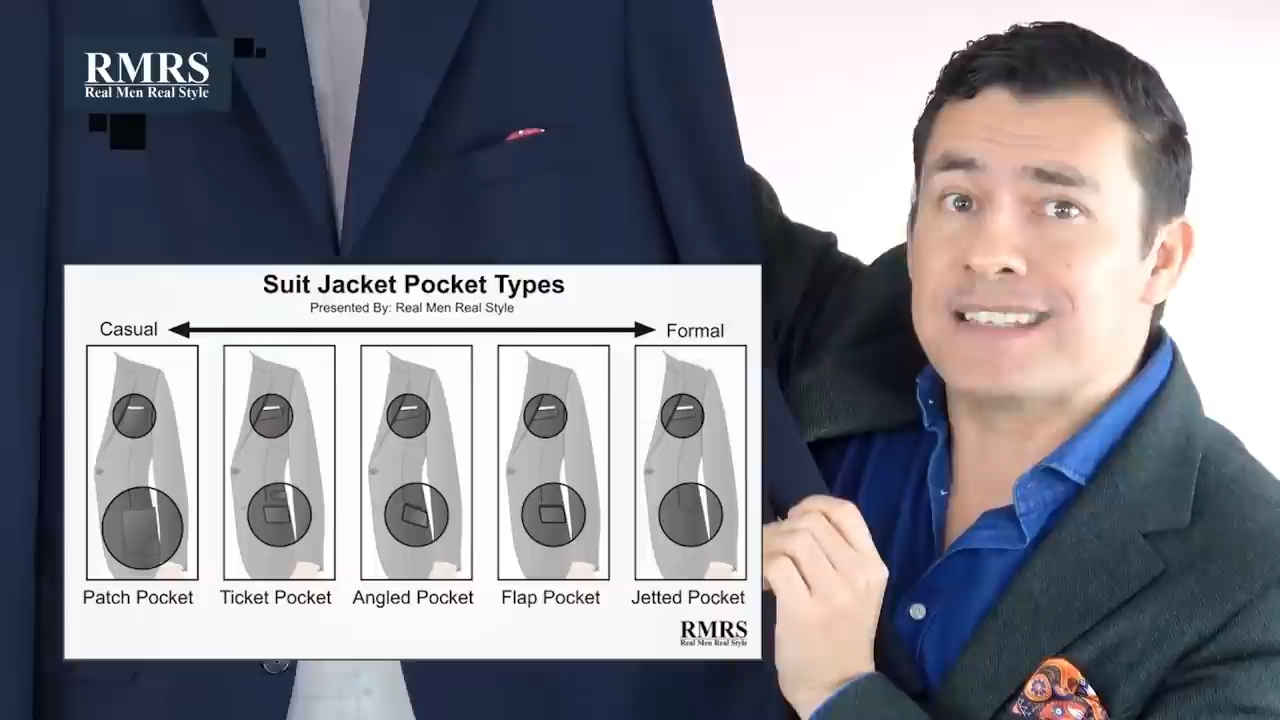 RMRS
Real Men Real Style
Suit Jacket Pocket Types
Presented By: Real Men Real Style
Casual
Formal
Patch Pocket
Ticket Pocket
Angled Pocket
Flap Pocket
Jetted Pocket
RMRS
Real Men Real Style